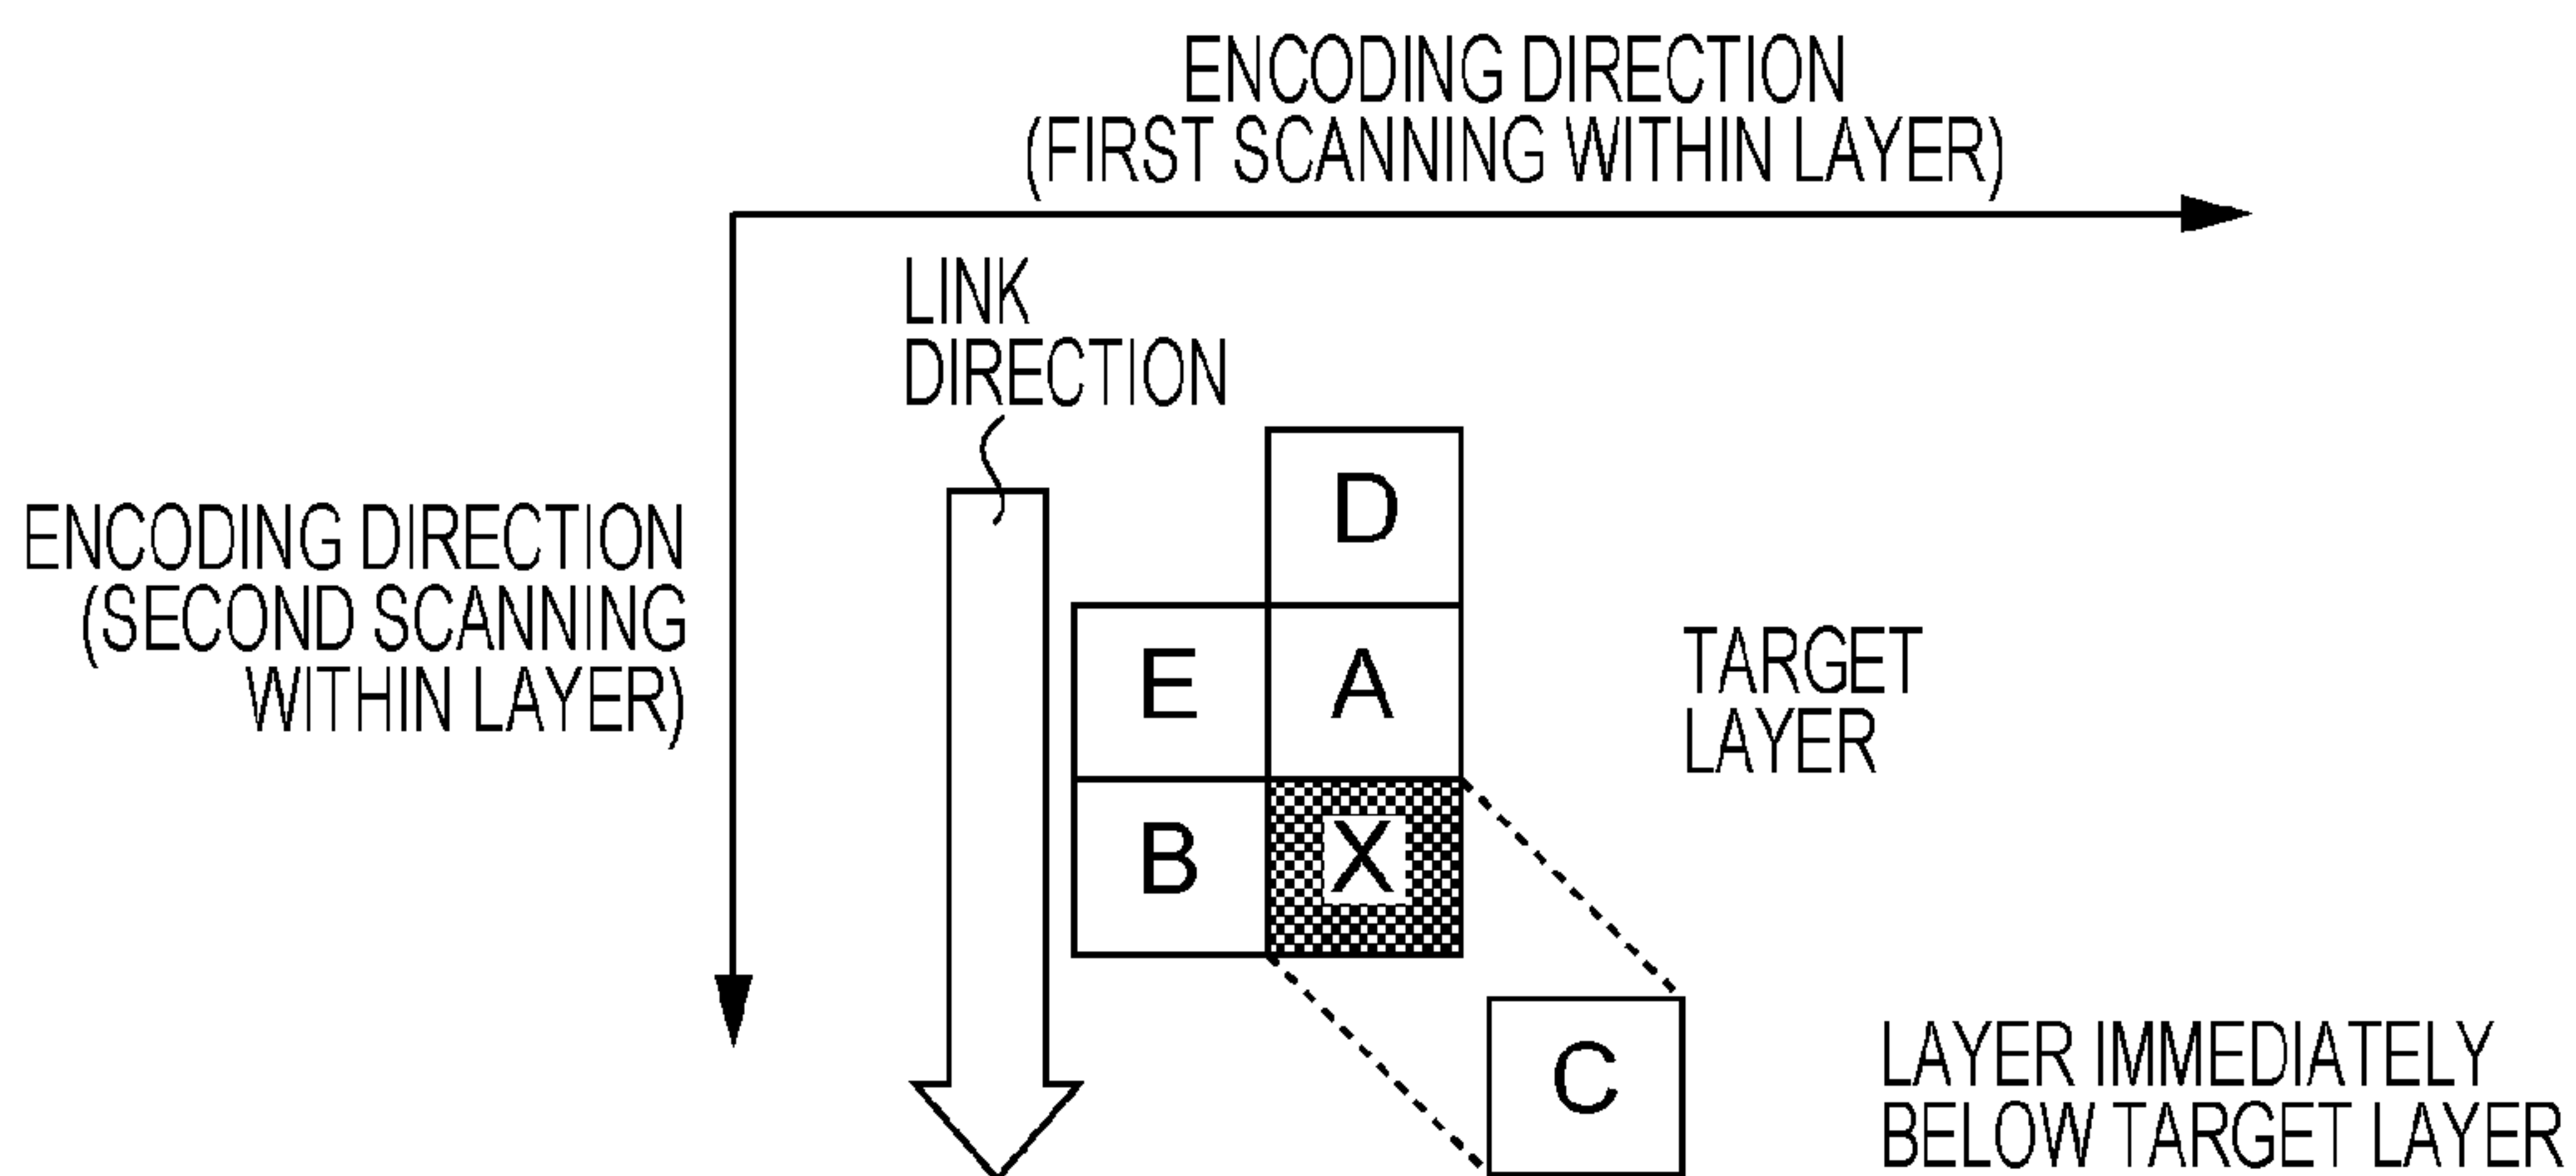 ENCODING DIRECTION
(FIRST SCANNING WITHIN LAYER)
LINK
DIRECTION
ENCODING DIRECTION
(SECOND SCANNING
WITHIN LAYER)
D
E A
B X
TARGET
LAYER
C
LAYER IMMEDIATELY
BELOW TARGET LAYER